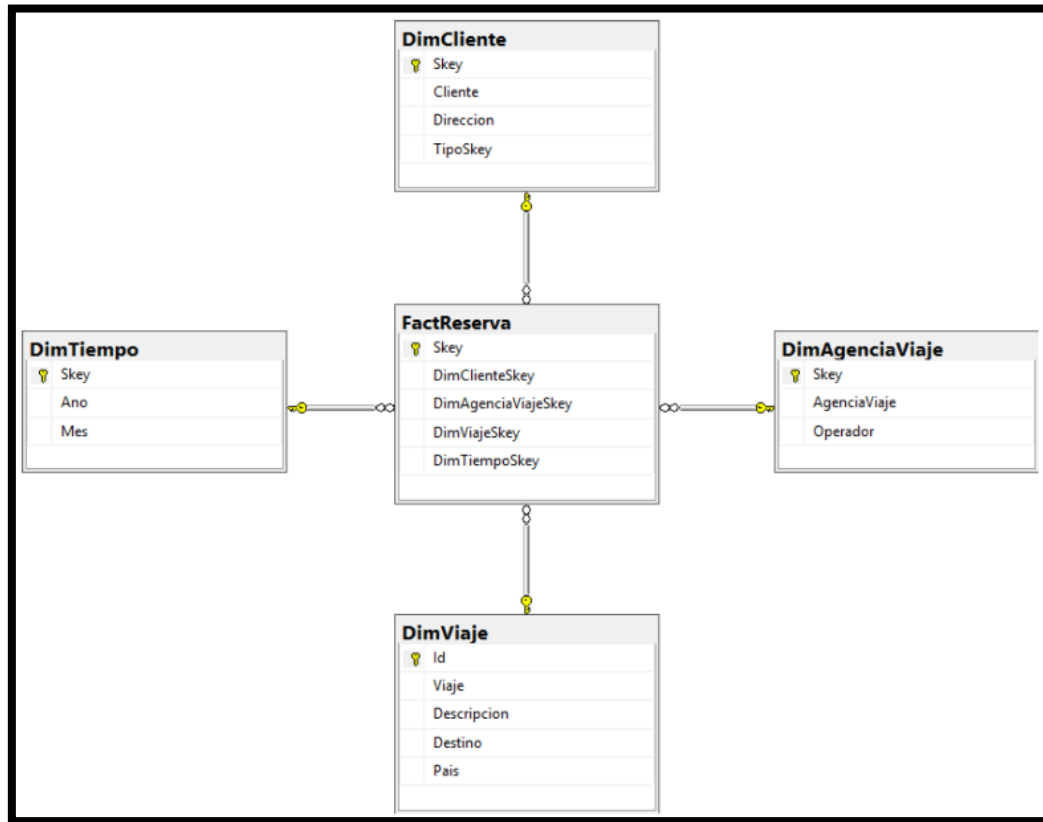 DimCliente
Skey
Cliente
Direccion
TipoSkey
FactReserva
Skey
DimClienteSkey
DimAgenciaViajeSkey
DimViajeSkey
DimTiempoSkey
DimTiempo
Skey
Ano
Mes
DimAgenciaViaje
Skey
AgenciaViaje
Operador
DimViaje
Id
Viaje
Descripcion
Destino
Pais